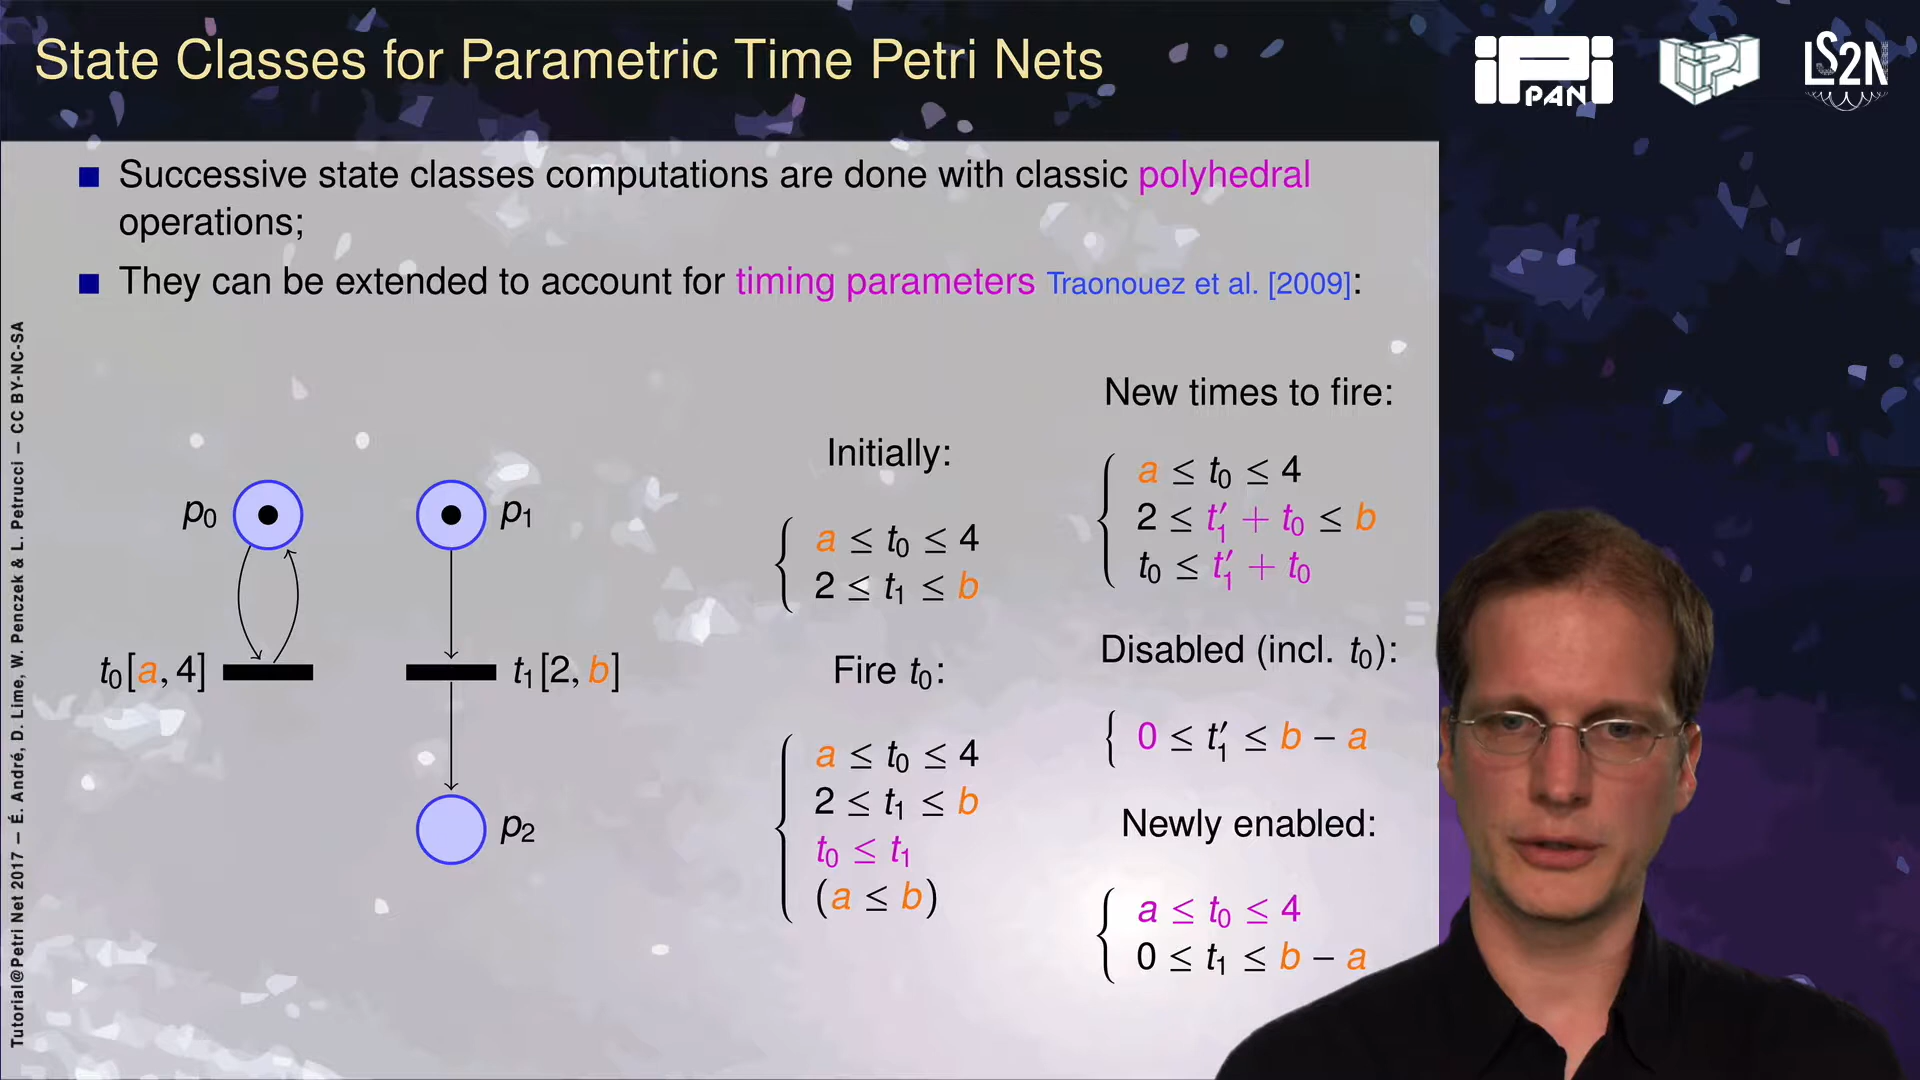 State Classes for Parametric Time Petri Nets
iPi PAN
LS2N
■ Successive state classes computations are done with classic polyhedral
operations;
■ They can be extended to account for timing parameters Traonouez et al. [2009]:
Tutorial@Petri Net 2017 — É. André, D. Lime, W. Penczek & L. Petrucci — CC BY-NC-SA
p0
p1
t0[a, 4]
t1[2, b]
p2
Initially:
a ≤ t0 ≤ 4
2 ≤ t1 ≤ b
Fire t0:
a ≤ t0 ≤ 4
2 ≤ t1 ≤ b
t0 ≤ t1
(a ≤ b)
New times to fire:
a ≤ t0 ≤ 4
2 ≤ t′1 + t0 ≤ b
t0 ≤ t′1 + t0
Disabled (incl. t0):
0 ≤ t′1 ≤ b − a
Newly enabled:
a ≤ t0 ≤ 4
0 ≤ t1 ≤ b − a